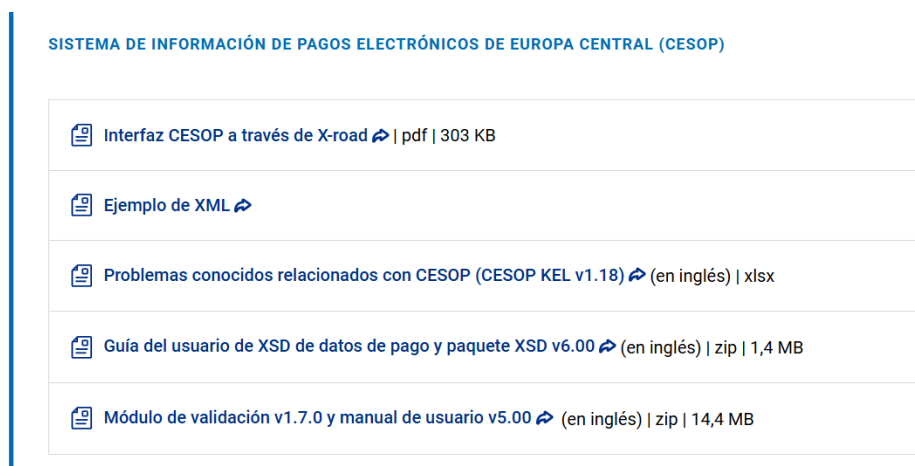 SISTEMA DE INFORMACIÓN DE PAGOS ELECTRÓNICOS DE EUROPA CENTRAL (CESOP)
Interfaz CESOP a través de X-road | pdf | 303 KB
Ejemplo de XML
Problemas conocidos relacionados con CESOP (CESOP KEL v1.18) (en inglés) | xlsx
Guía del usuario de XSD de datos de pago y paquete XSD v6.00 (en inglés) | zip | 1,4 MB
Módulo de validación v1.7.0 y manual de usuario v5.00 (en inglés) | zip | 14,4 MB